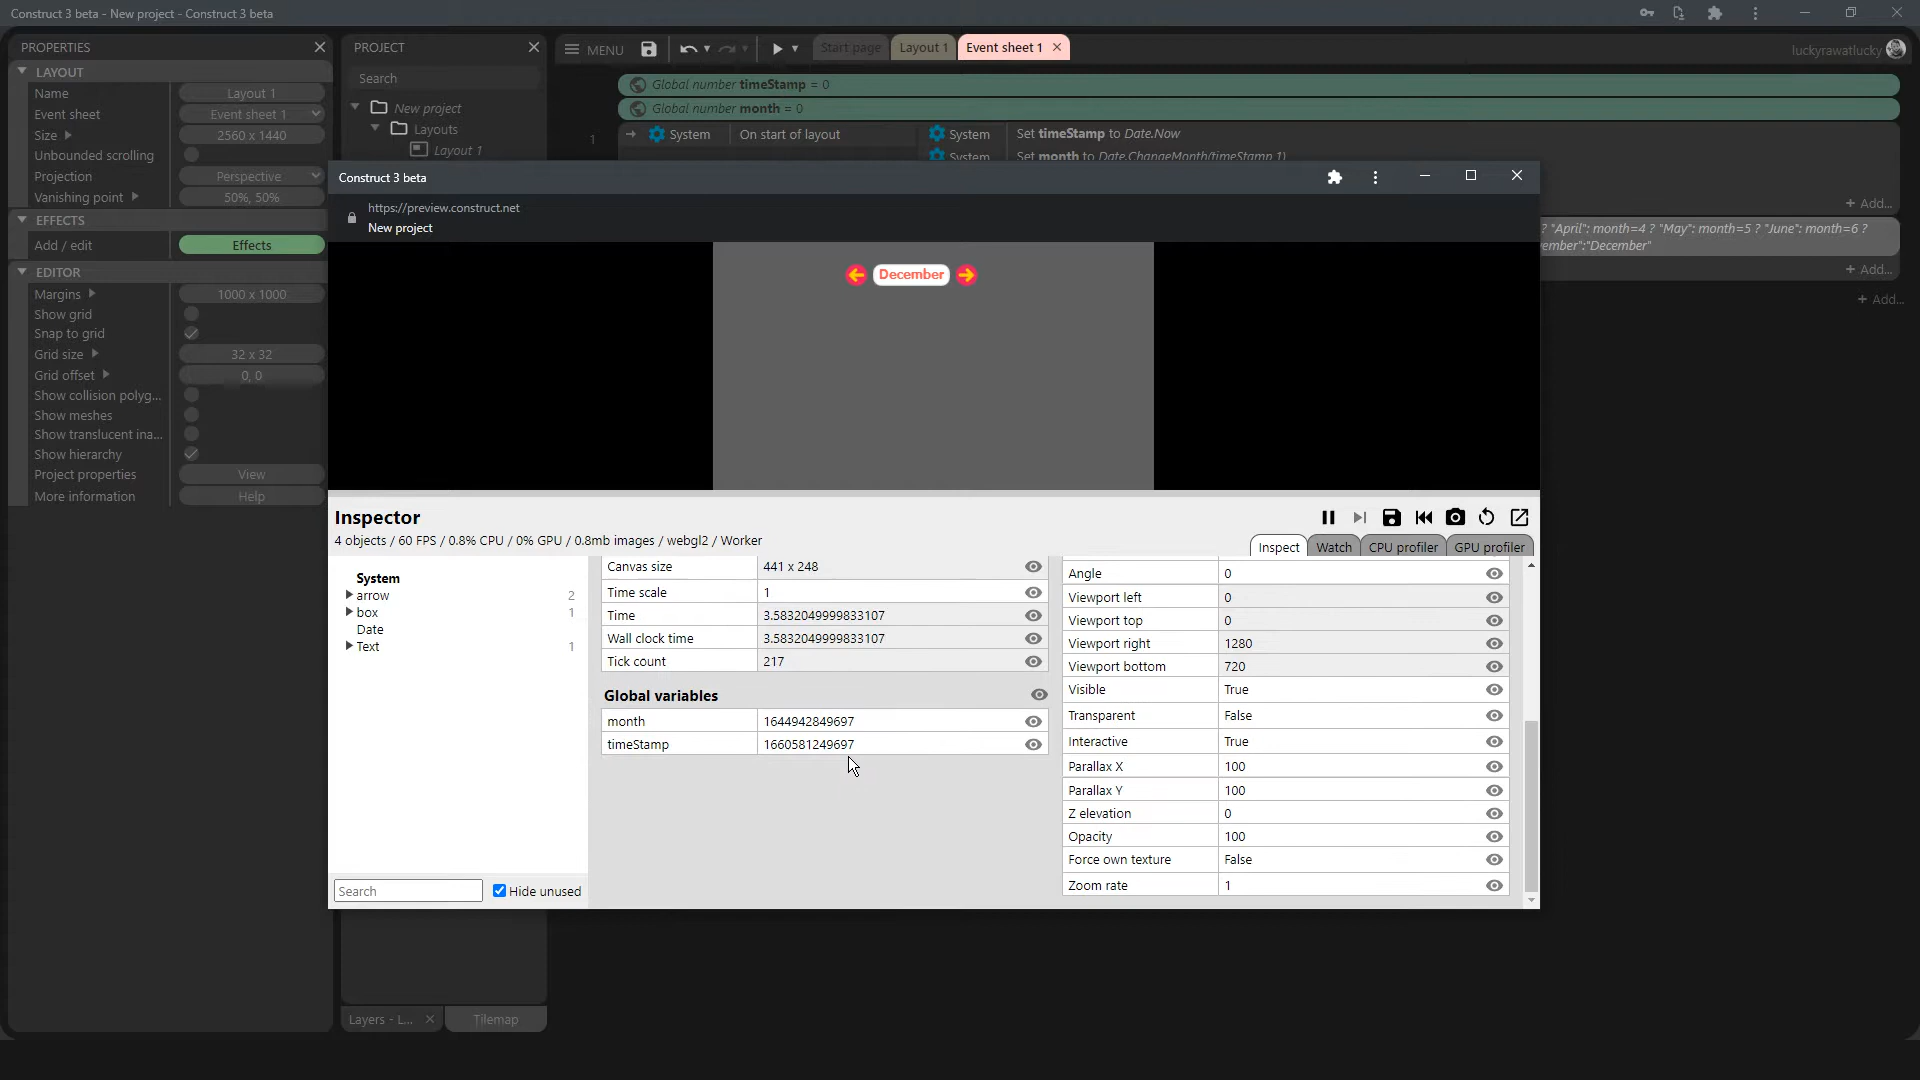 Construct 3 beta - New project - Construct 3 beta
PROPERTIES
LAYOUT
Name Layout 1
Event sheet Event sheet 1
Size 2560 x 1440
Unbounded scrolling
Projection Perspective
Vanishing point 50%, 50%
EFFECTS
Add / edit Effects
EDITOR
Margins 1000 x 1000
Show grid
Snap to grid
Grid size 32 x 32
Grid offset 0, 0
Show collision polyg...
Show meshes
Show translucent ina...
Show hierarchy
Project properties View
More information Help
PROJECT
Search
New project
Layouts
Layout 1
Layers - L...
Tilemap
MENU
Start page
Layout 1
Event sheet 1
luckyrawatlucky
Global number timeStamp = 0
Global number month = 0
1 System On start of layout System Set timeStamp to Date.Now
System Set month to Date.ChangeMonth(timeStamp,1)
+ Add...
? "April": month=4 ? "May": month=5 ? "June": month=6 ?
ember":"December"
+ Add...
+ Add...
Construct 3 beta
https://preview.construct.net
New project
December
Inspector
4 objects / 60 FPS / 0.8% CPU / 0% GPU / 0.8mb images / webgl2 / Worker
Inspect
Watch
CPU profiler
GPU profiler
System
arrow 2
box 1
Date
Text 1
Search
Hide unused
Canvas size 441 x 248
Time scale 1
Time 3.5832049999833107
Wall clock time 3.5832049999833107
Tick count 217
Global variables
month 1644942849697
timeStamp 1660581249697
Angle 0
Viewport left 0
Viewport top 0
Viewport right 1280
Viewport bottom 720
Visible True
Transparent False
Interactive True
Parallax X 100
Parallax Y 100
Z elevation 0
Opacity 100
Force own texture False
Zoom rate 1